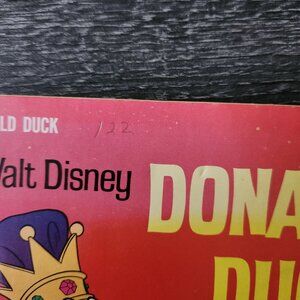 LD DUCK 122
Walt Disney
DONA
DU